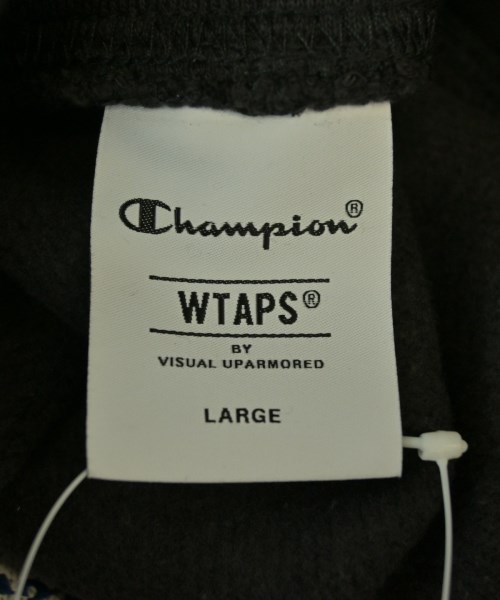 Champion®
WTAPS®
BY
VISUAL UPARMORED
LARGE